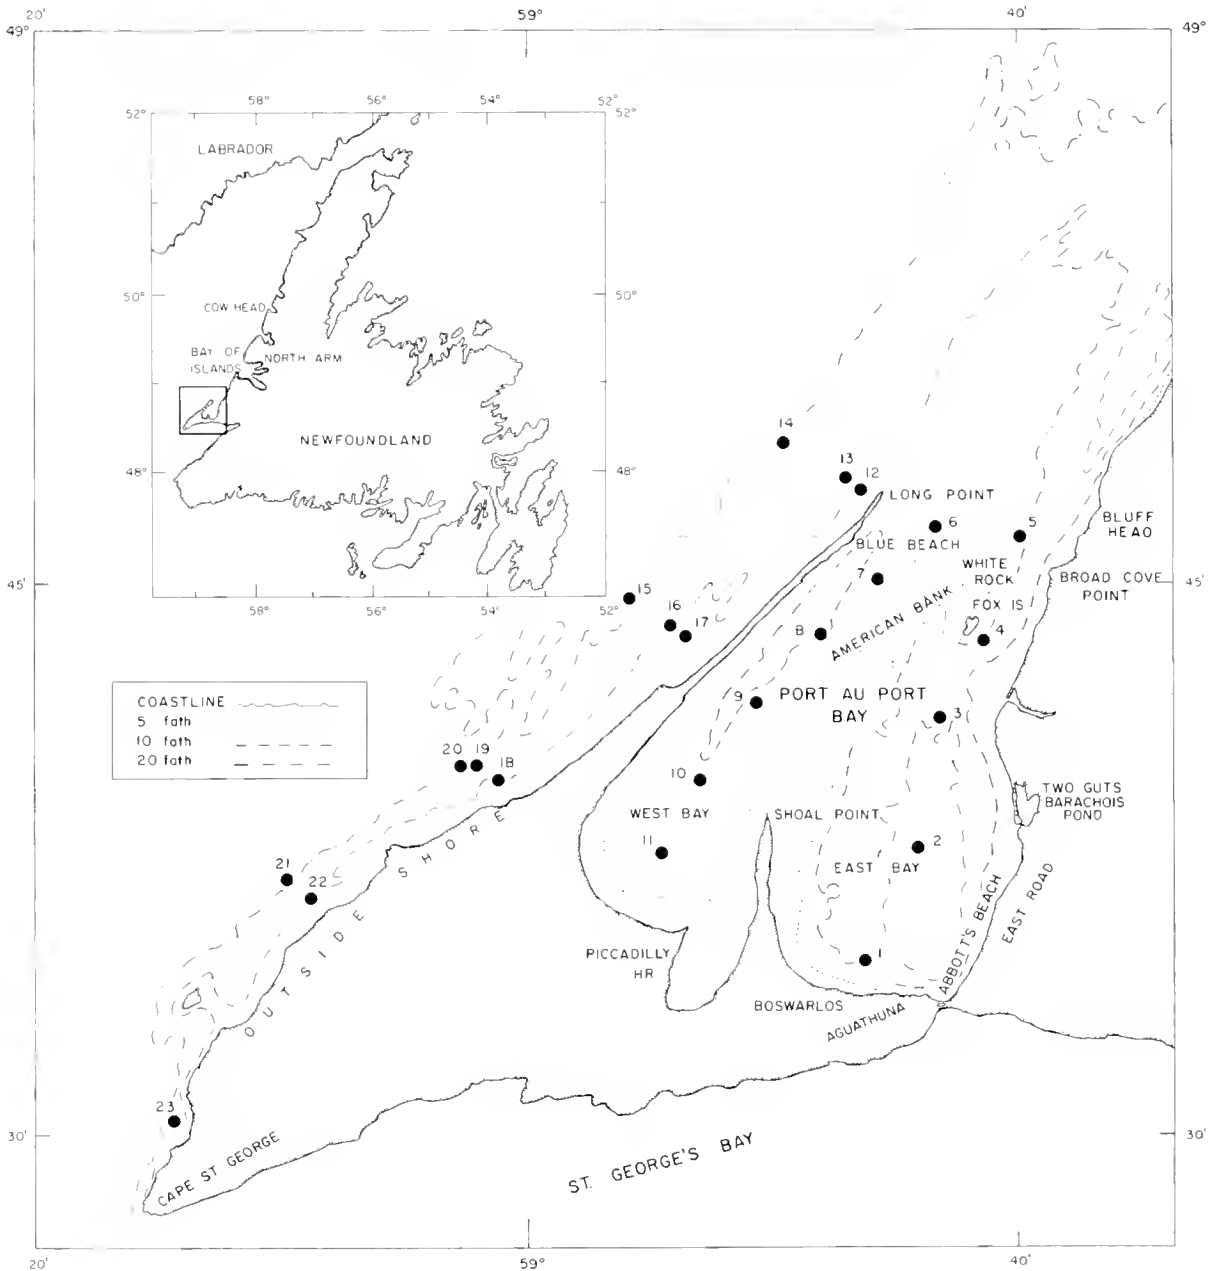 20'
59°
40'
49°
49°
58°
56°
54°
52°
52°
LABRADOR
50°
50°
COW HEAD
BAY OF
ISLANDS
NORTH ARM
NEWFOUNDLAND
48°
48°
58°
56°
54°
52°
14
13
12
LONG POINT
6
5
BLUFF
HEAD
BLUE BEACH
WHITE
ROCK
7
BROAD COVE
POINT
45'
45'
15
FOX IS
16
17
8
AMERICAN BANK
4
COASTLINE
5 fath
10 fath
20 fath
9
PORT AU PORT
BAY
3
20
19
18
10
TWO GUTS
BARACHOIS
POND
WEST BAY
SHOAL POINT
11
2
EAST BAY
21
22
OUTSIDE SHORE
ABBOTT'S BEACH
EAST ROAD
PICCADILLY
HR
1
BOSWARLOS
AGUATHUNA
23
30'
30'
CAPE ST GEORGE
ST. GEORGE'S BAY
20'
59°
40'